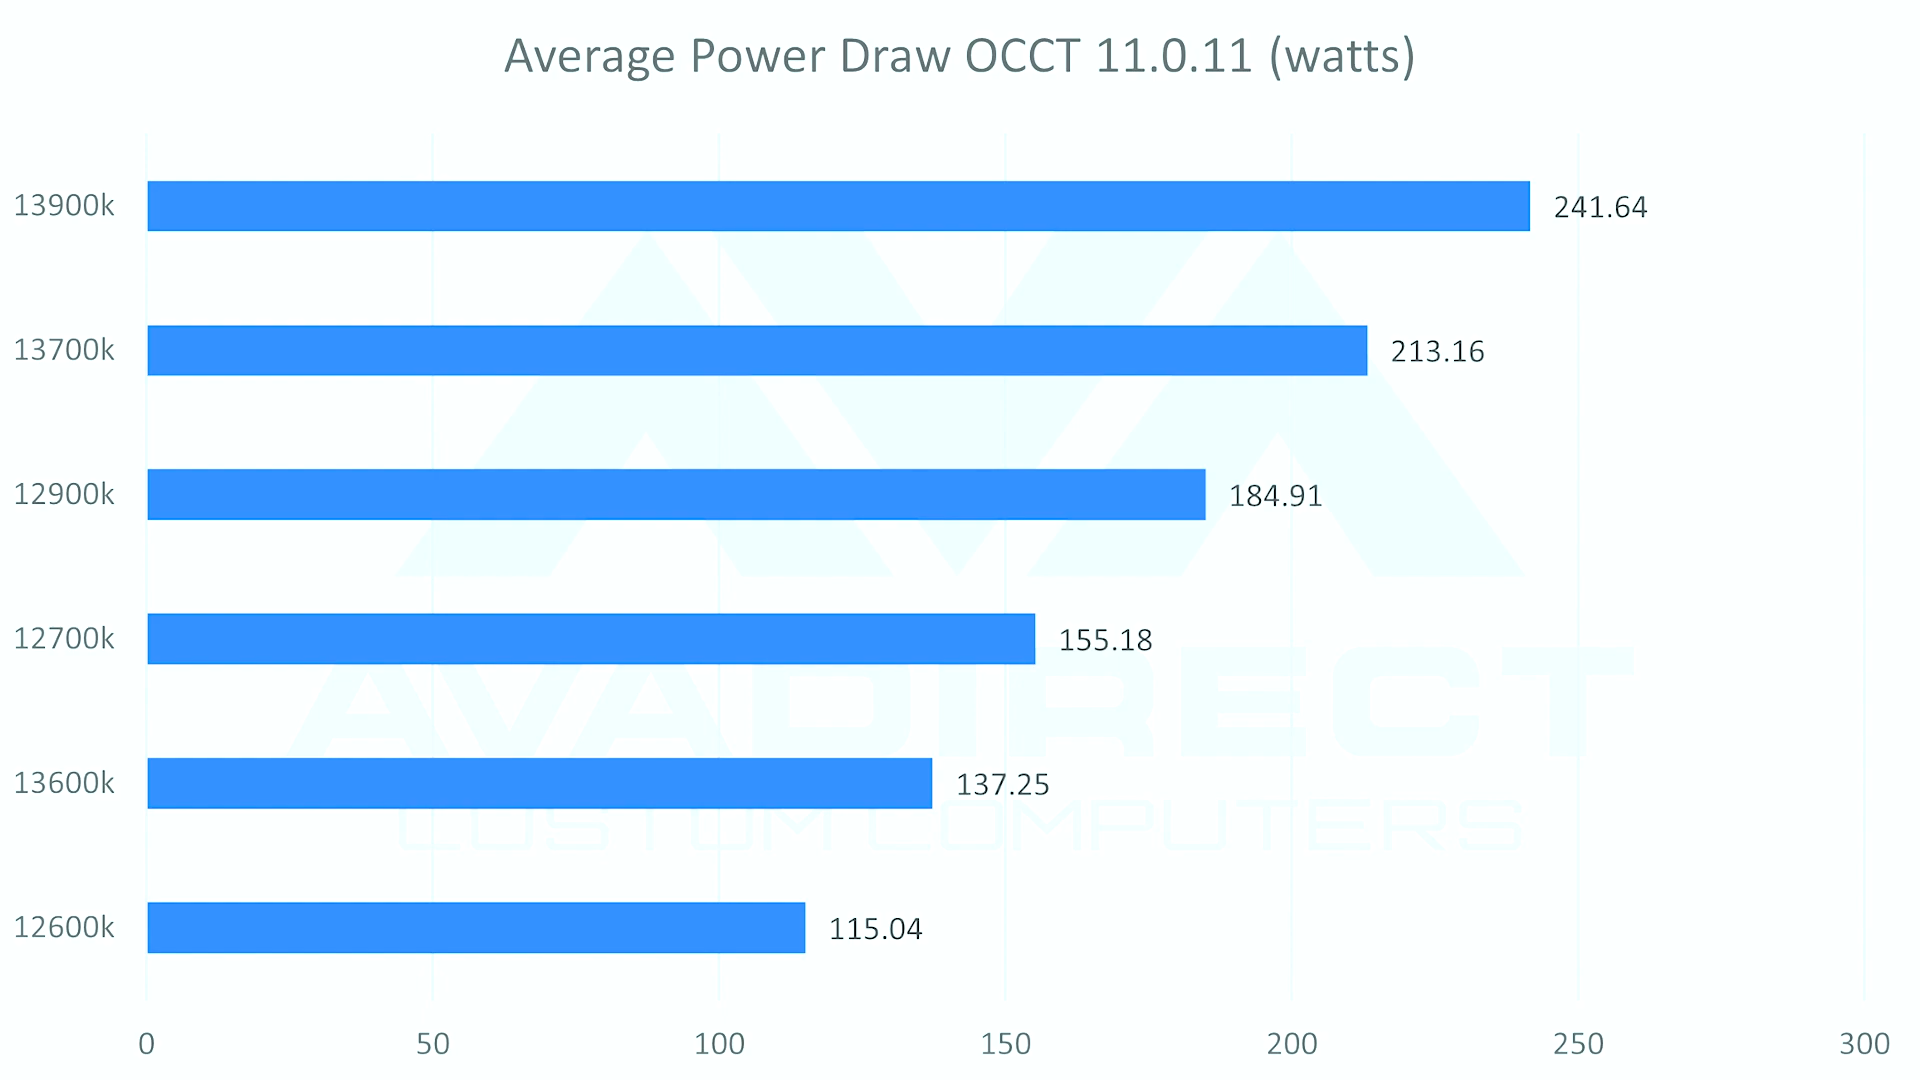 Average Power Draw OCCT 11.0.11 (watts)
13900k 241.64
13700k 213.16
12900k 184.91
12700k 155.18
AVADIRECT
13600k 137.25
CUSTOM COMPUTERS
12600k 115.04
0 50 100 150 200 250 300